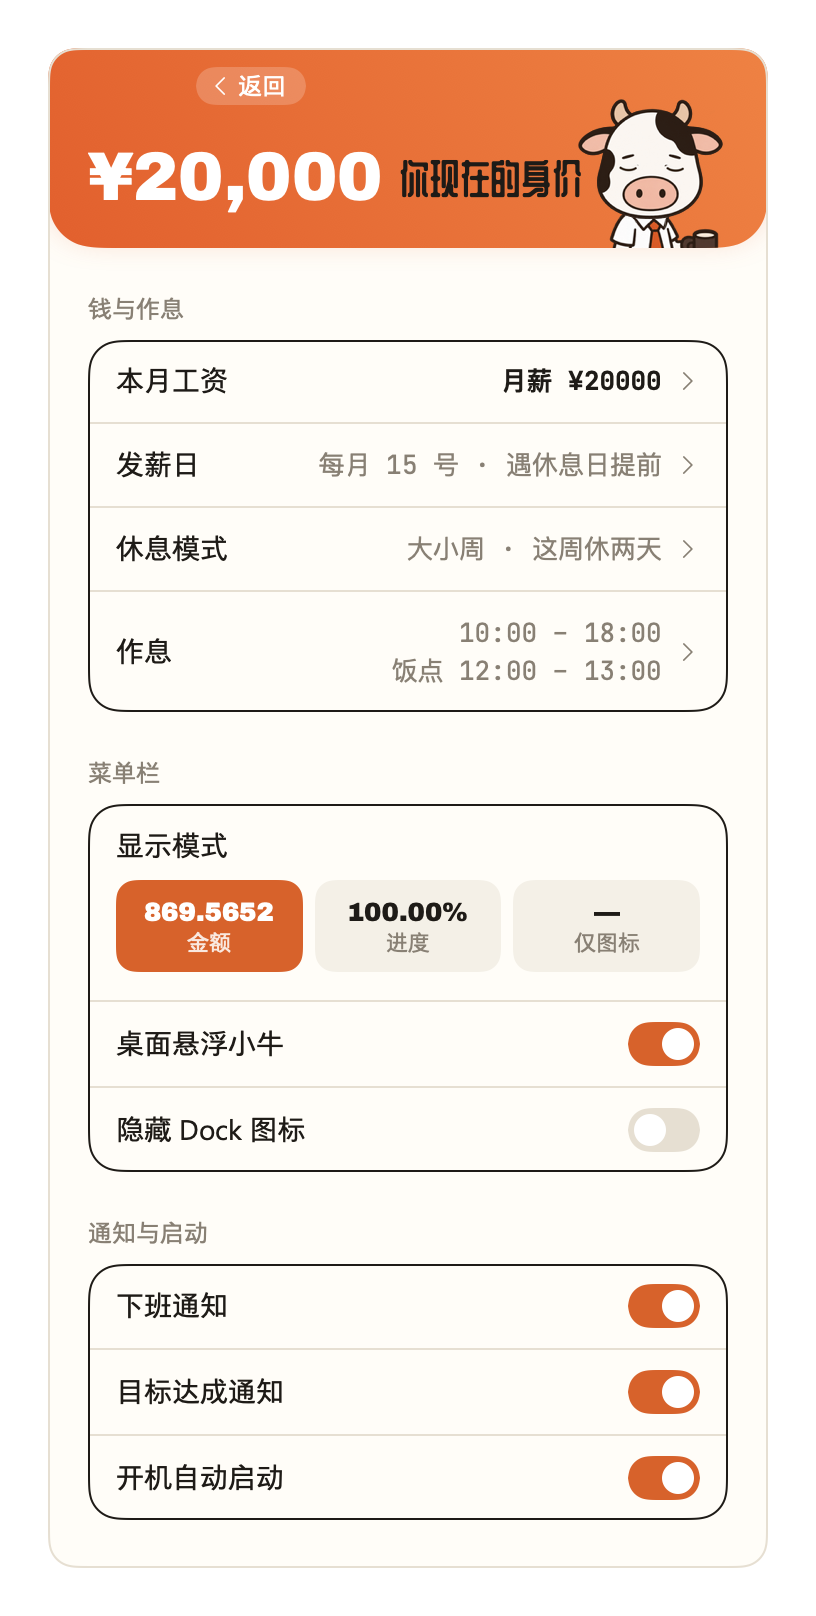 返回
¥20,000 你现在的身价
钱与作息
本月工资 月薪 ¥20000
发薪日 每月 15 号 · 遇休息日提前
休息模式 大小周 · 这周休两天
作息 10:00 – 18:00
饭点 12:00 – 13:00
菜单栏
显示模式
869.5652 100.00% —
金额 进度 仅图标
桌面悬浮小牛
隐藏 Dock 图标
通知与启动
下班通知
目标达成通知
开机自动启动